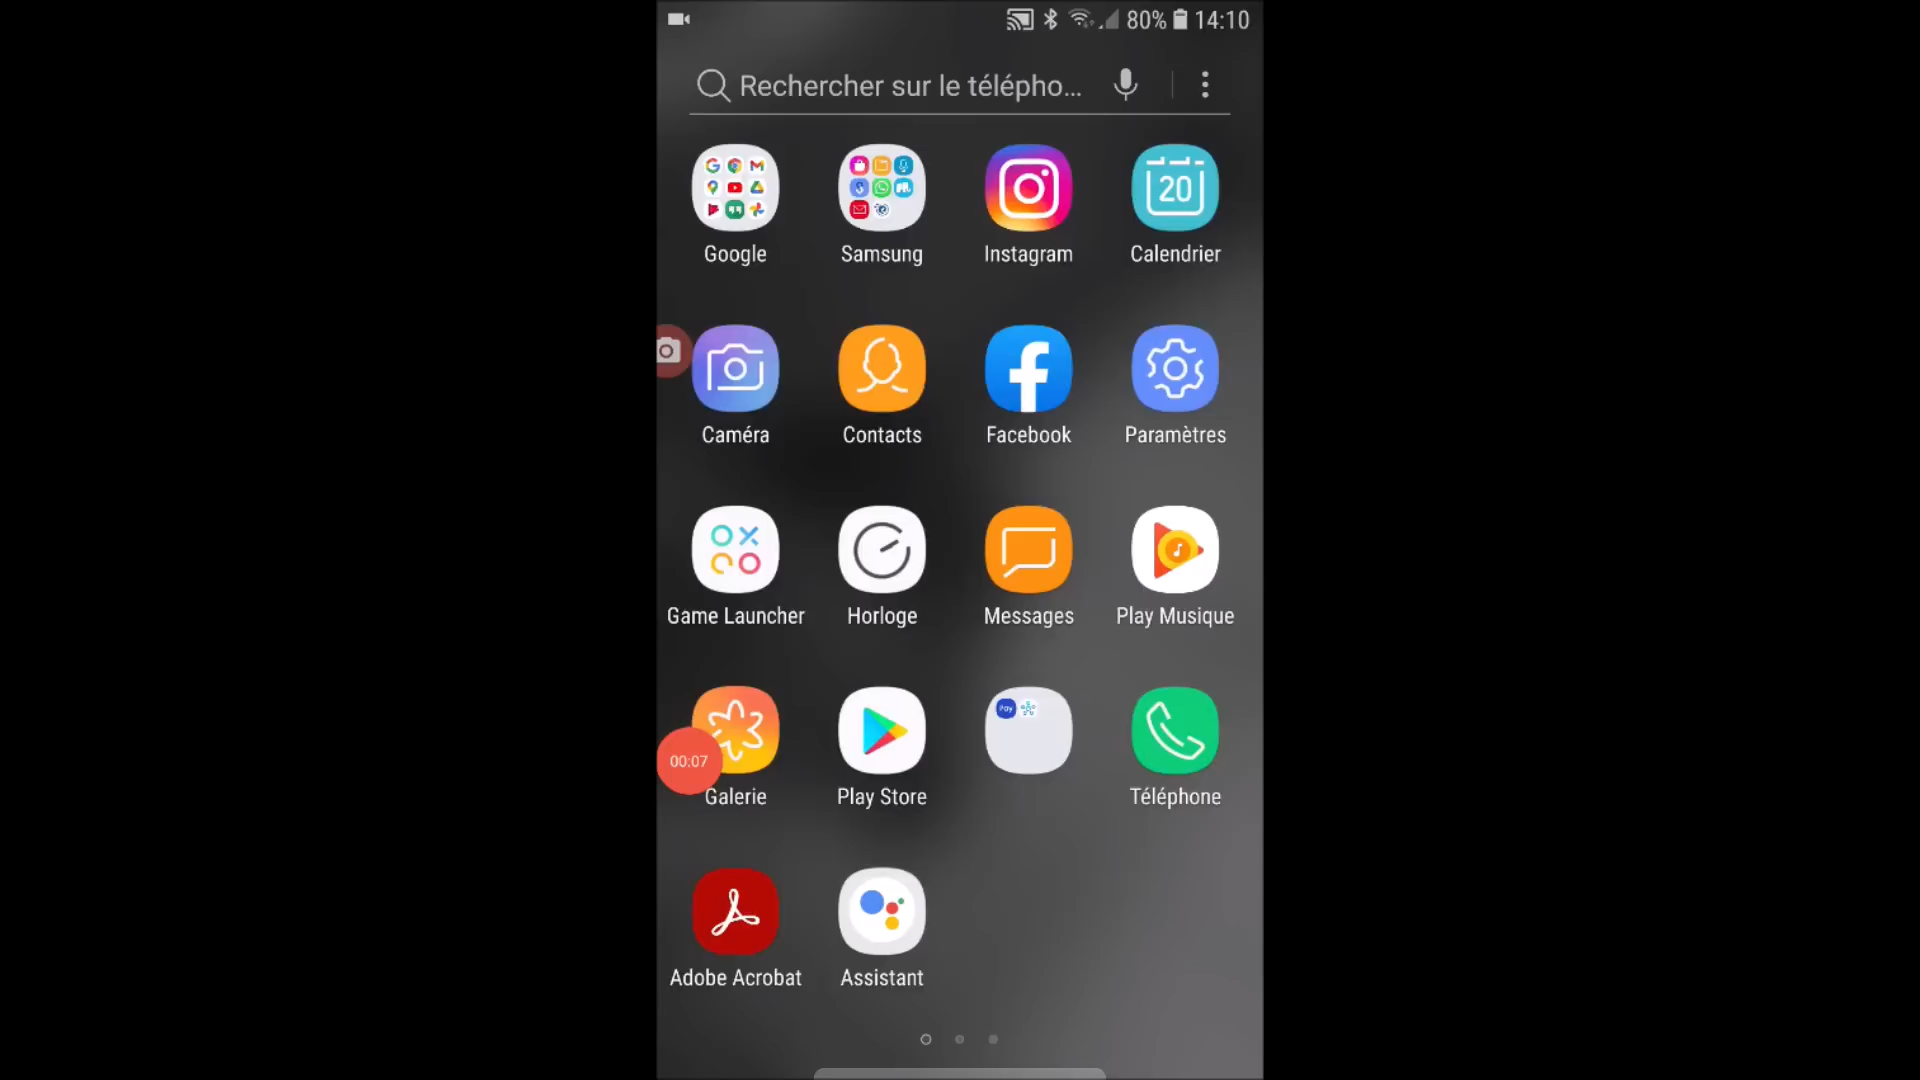 80% 14:10
Rechercher sur le télépho...
20
Google Samsung Instagram Calendrier
Caméra Contacts Facebook Paramètres
Game Launcher Horloge Messages Play Musique
Pay
00:07
Galerie Play Store Téléphone
Adobe Acrobat Assistant